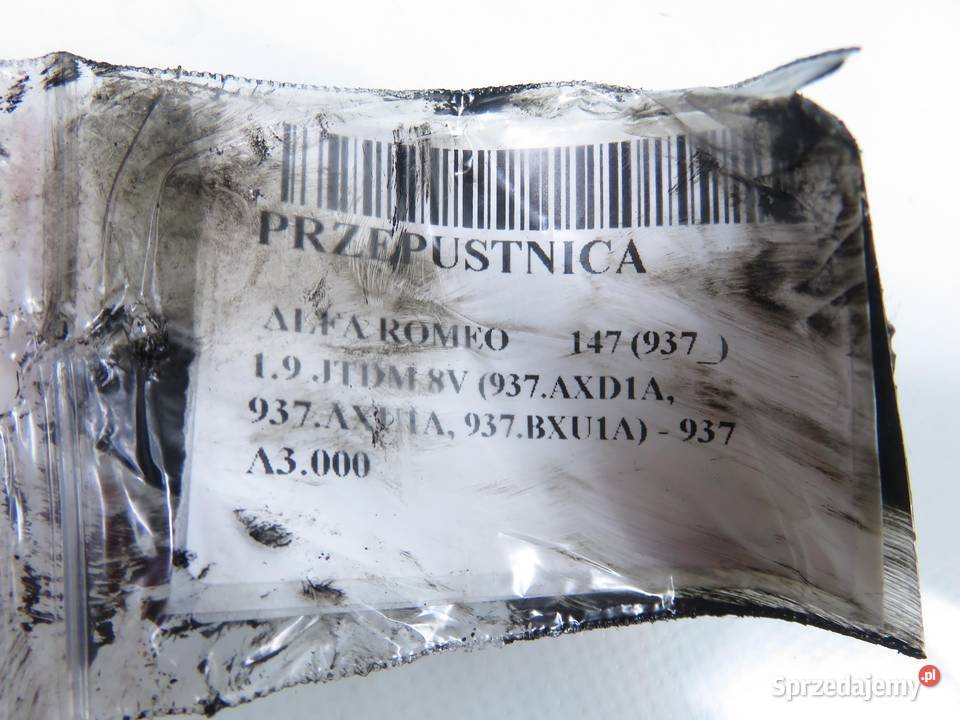 PRZEPUSTNICA
ALFA ROMEO 147 (937_)
1.9 JTDM 8V (937.AXD1A,
937.AXU1A, 937.BXU1A) - 937
A3.000
Sprzedajemy.pl